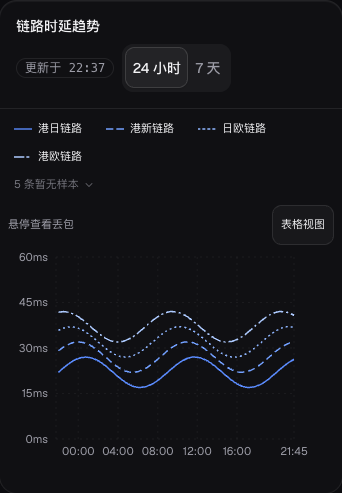 链路时延趋势
更新于 22:37
24 小时
7 天
港日链路
港新链路
日欧链路
港欧链路
5 条暂无样本
悬停查看丢包
表格视图
60ms
45ms
30ms
15ms
0ms
00:00 04:00 08:00 12:00 16:00 21:45